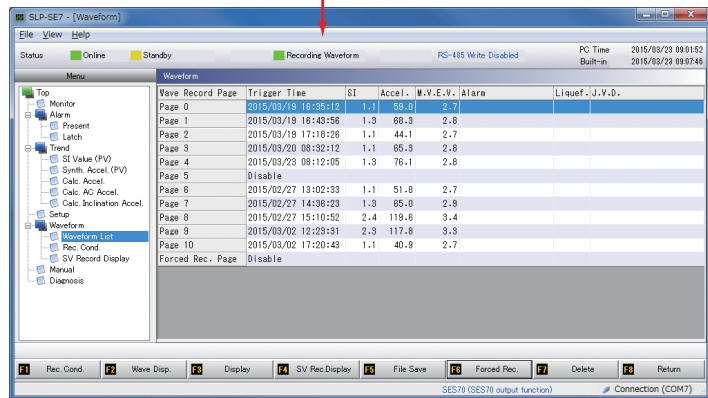 SLP-SE7 - [Waveform]
File View Help
Status Online Standby Recording Waveform RS-485 Write Disabled PC Time 2015/03/23 09:01:52
Built-in 2015/03/23 09:07:46
Menu
Top
Monitor
Alarm
Present
Latch
Trend
SI Value (PV)
Synth. Accel. (PV)
Calc. Accel.
Calc. AC Accel.
Calc. Inclination Accel.
Setup
Waveform
Waveform List
Rec. Cond.
SV Record Display
Manual
Diagnosis
Waveform
Wave Record Page Trigger Time SI Accel. M.V.E.V. Alarm Liquef. J.V.D.
Page 0 2015/03/19 16:35:12 1.1 59.0 2.7
Page 1 2015/03/19 16:43:56 1.3 68.3 2.8
Page 2 2015/03/19 17:18:26 1.1 44.1 2.7
Page 3 2015/03/20 08:32:12 1.1 65.3 2.8
Page 4 2015/03/23 08:12:05 1.3 76.1 2.8
Page 5 Disable
Page 6 2015/02/27 13:02:33 1.1 51.8 2.7
Page 7 2015/02/27 14:36:23 1.3 65.0 2.9
Page 8 2015/02/27 15:10:52 2.4 119.6 3.4
Page 9 2015/03/02 12:23:31 2.3 117.8 3.3
Page 10 2015/03/02 17:20:43 1.1 40.9 2.7
Forced Rec. Page Disable
F1 Rec. Cond. F2 Wave Disp. F3 Display F4 SV Rec.Display F5 File Save F6 Forced Rec. F7 Delete F8 Return
SES70 (SES70 output function) Connection (COM7)